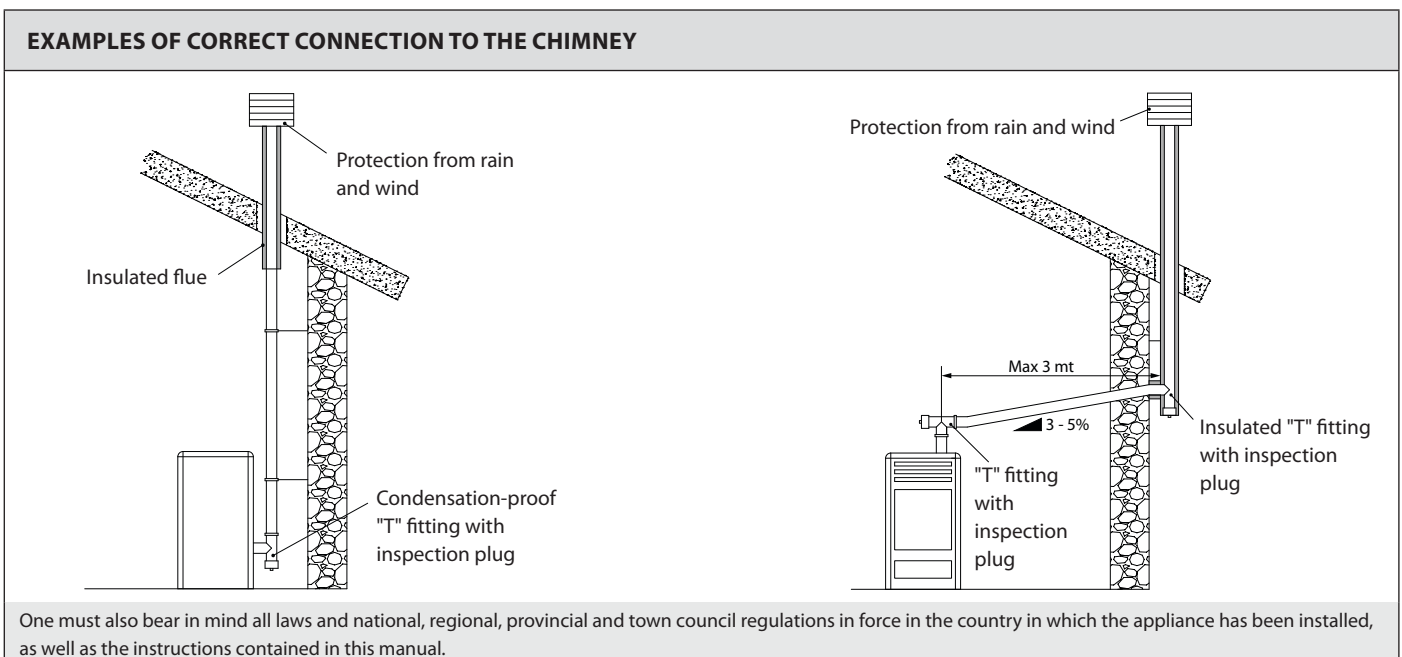 EXAMPLES OF CORRECT CONNECTION TO THE CHIMNEY
Protection from rain
and wind
Insulated flue
Condensation-proof
"T" fitting with
inspection plug
Protection from rain and wind
Max 3 mt
3 - 5%
"T" fitting
with
inspection
plug
Insulated "T" fitting
with inspection
plug
One must also bear in mind all laws and national, regional, provincial and town council regulations in force in the country in which the appliance has been installed,
as well as the instructions contained in this manual.